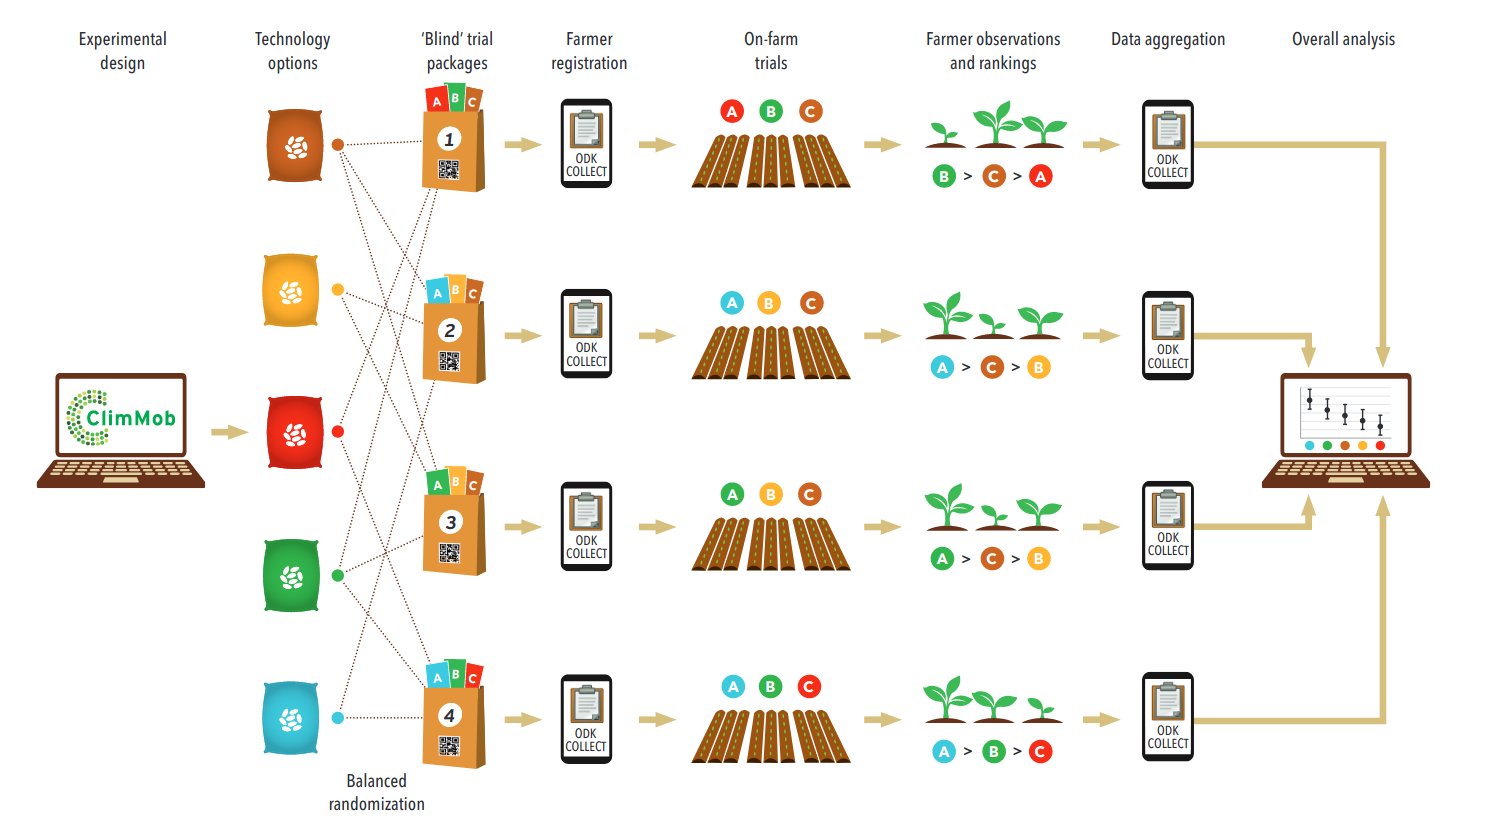 Experimental
design
Technology
options
‘Blind’ trial
packages
Farmer
registration
On-farm
trials
Farmer observations
and rankings
Data aggregation
Overall analysis
A B C
1
ODK
COLLECT
A B C
B > C > A
ODK
COLLECT
A B C
2
ODK
COLLECT
A B C
A > C > B
ODK
COLLECT
ClimMob
A B C
3
ODK
COLLECT
A B C
A > C > B
ODK
COLLECT
A B C
4
ODK
COLLECT
A B C
A > B > C
ODK
COLLECT
Balanced
randomization